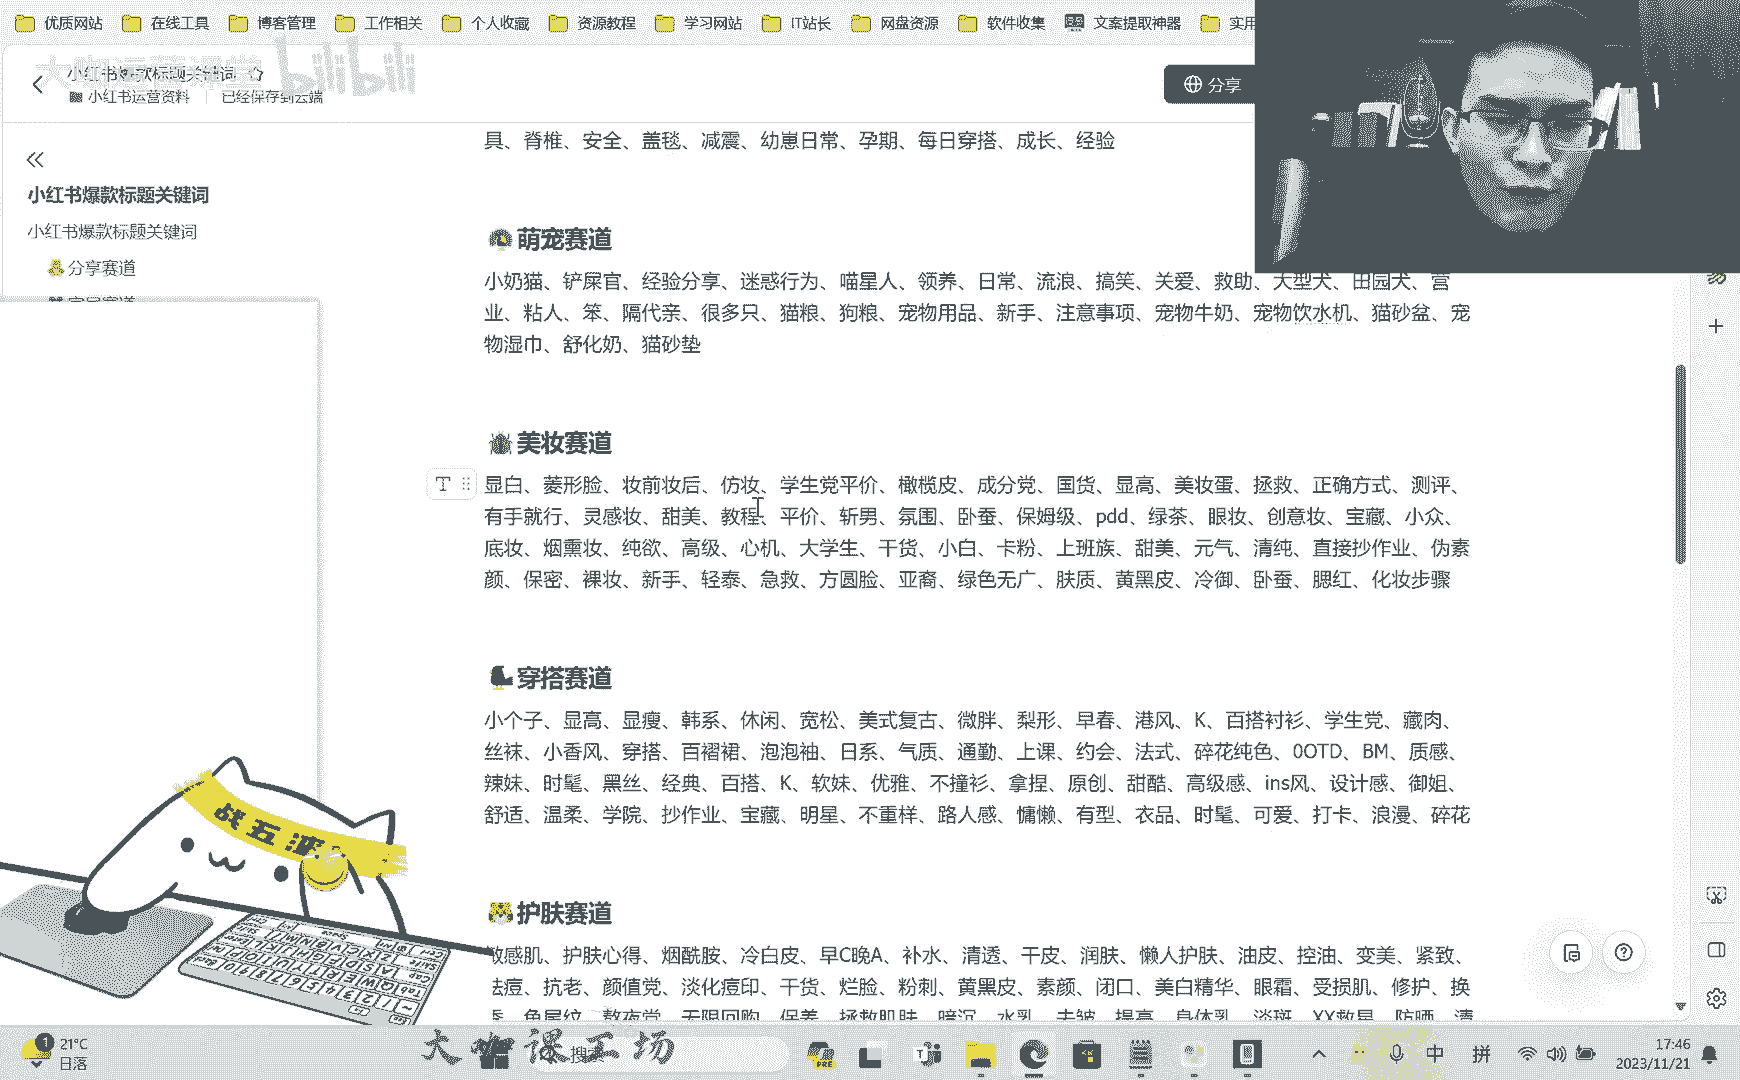 优质网站
在线工具
博客管理
工作相关
个人收藏
资源教程
学习网站
IT站长
网盘资源
软件收集
文案提取神器
大咖运营课堂 bilibili
小红书爆款标题关键词
小红书运营资料
已经保存到云端
分享
小红书爆款标题关键词
小红书爆款标题关键词
分享赛道
具、脊椎、安全、盖毯、减震、幼崽日常、孕期、每日穿搭、成长、经验
萌宠赛道
小奶猫、铲屎官、经验分享、迷惑行为、喵星人、领养、日常、流浪、搞笑、关爱、救助、大型犬、田园犬、营
业、粘人、笨、隔代亲、很多只、猫粮、狗粮、宠物用品、新手、注意事项、宠物牛奶、宠物饮水机、猫砂盆、宠
物湿巾、舒化奶、猫砂垫
美妆赛道
显白、菱形脸、妆前妆后、仿妆、学生党平价、橄榄皮、成分党、国货、显高、美妆蛋、拯救、正确方式、测评、
有手就行、灵感妆、甜美、教程、平价、斩男、氛围、卧蚕、保姆级、pdd、绿茶、眼妆、创意妆、宝藏、小众、
底妆、烟熏妆、纯欲、高级、心机、大学生、干货、小白、卡粉、上班族、甜美、元气、清纯、直接抄作业、伪素
颜、保密、裸妆、新手、轻泰、急救、方圆脸、亚裔、绿色无广、肤质、黄黑皮、冷御、卧蚕、腮红、化妆步骤
穿搭赛道
小个子、显高、显瘦、韩系、休闲、宽松、美式复古、微胖、梨形、早春、港风、K、百搭衬衫、学生党、藏肉、
丝袜、小香风、穿搭、百褶裙、泡泡袖、日系、气质、通勤、上课、约会、法式、碎花纯色、0OTD、BM、质感、
辣妹、时髦、黑丝、经典、百搭、K、软妹、优雅、不撞衫、拿捏、原创、甜酷、高级感、ins风、设计感、御姐、
舒适、温柔、学院、抄作业、宝藏、明星、不重样、路人感、慵懒、有型、衣品、时髦、可爱、打卡、浪漫、碎花
护肤赛道
敏感肌、护肤心得、烟酰胺、冷白皮、早C晚A、补水、清透、干皮、润肤、懒人护肤、油皮、控油、变美、紧致、
祛痘、抗老、颜值党、淡化痘印、干货、烂脸、粉刺、黄黑皮、素颜、闭口、美白精华、眼霜、受损肌、修护、换
战五渣
大咖课工场
搜索
21°C
日落
1
PRE
中
拼
17:46
2023/11/21